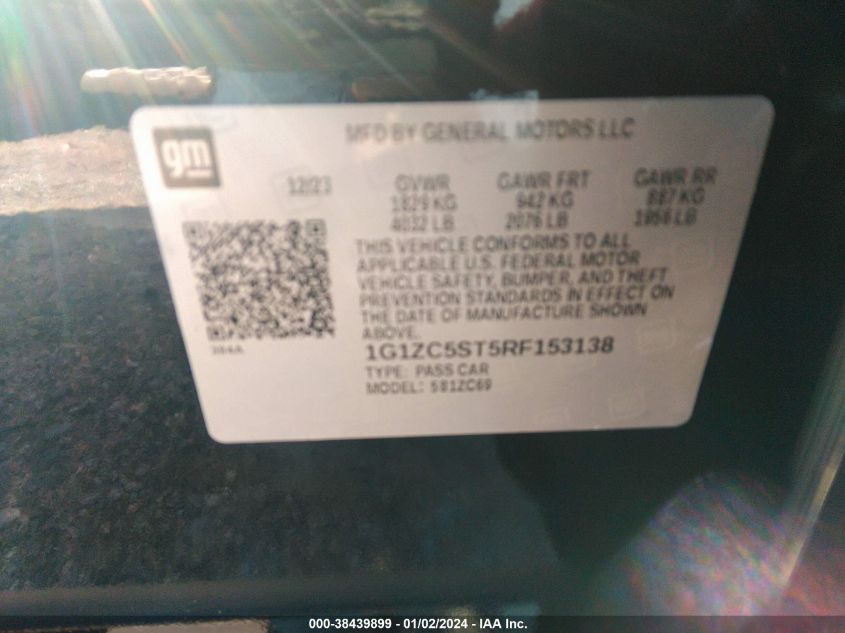 MFD BY GENERAL MOTORS LLC
gm
12/23 GVWR GAWR FRT GAWR RR
1829 KG 942 KG 887 KG
4032 LB 2076 LB 1956 LB
THIS VEHICLE CONFORMS TO ALL
APPLICABLE U.S. FEDERAL MOTOR
VEHICLE SAFETY, BUMPER, AND THEFT
PREVENTION STANDARDS IN EFFECT ON
THE DATE OF MANUFACTURE SHOWN
ABOVE.
1G1ZC5ST5RF153138
TYPE: PASS CAR
MODEL: 581ZC69
000-38439899 - 01/02/2024 - IAA Inc.